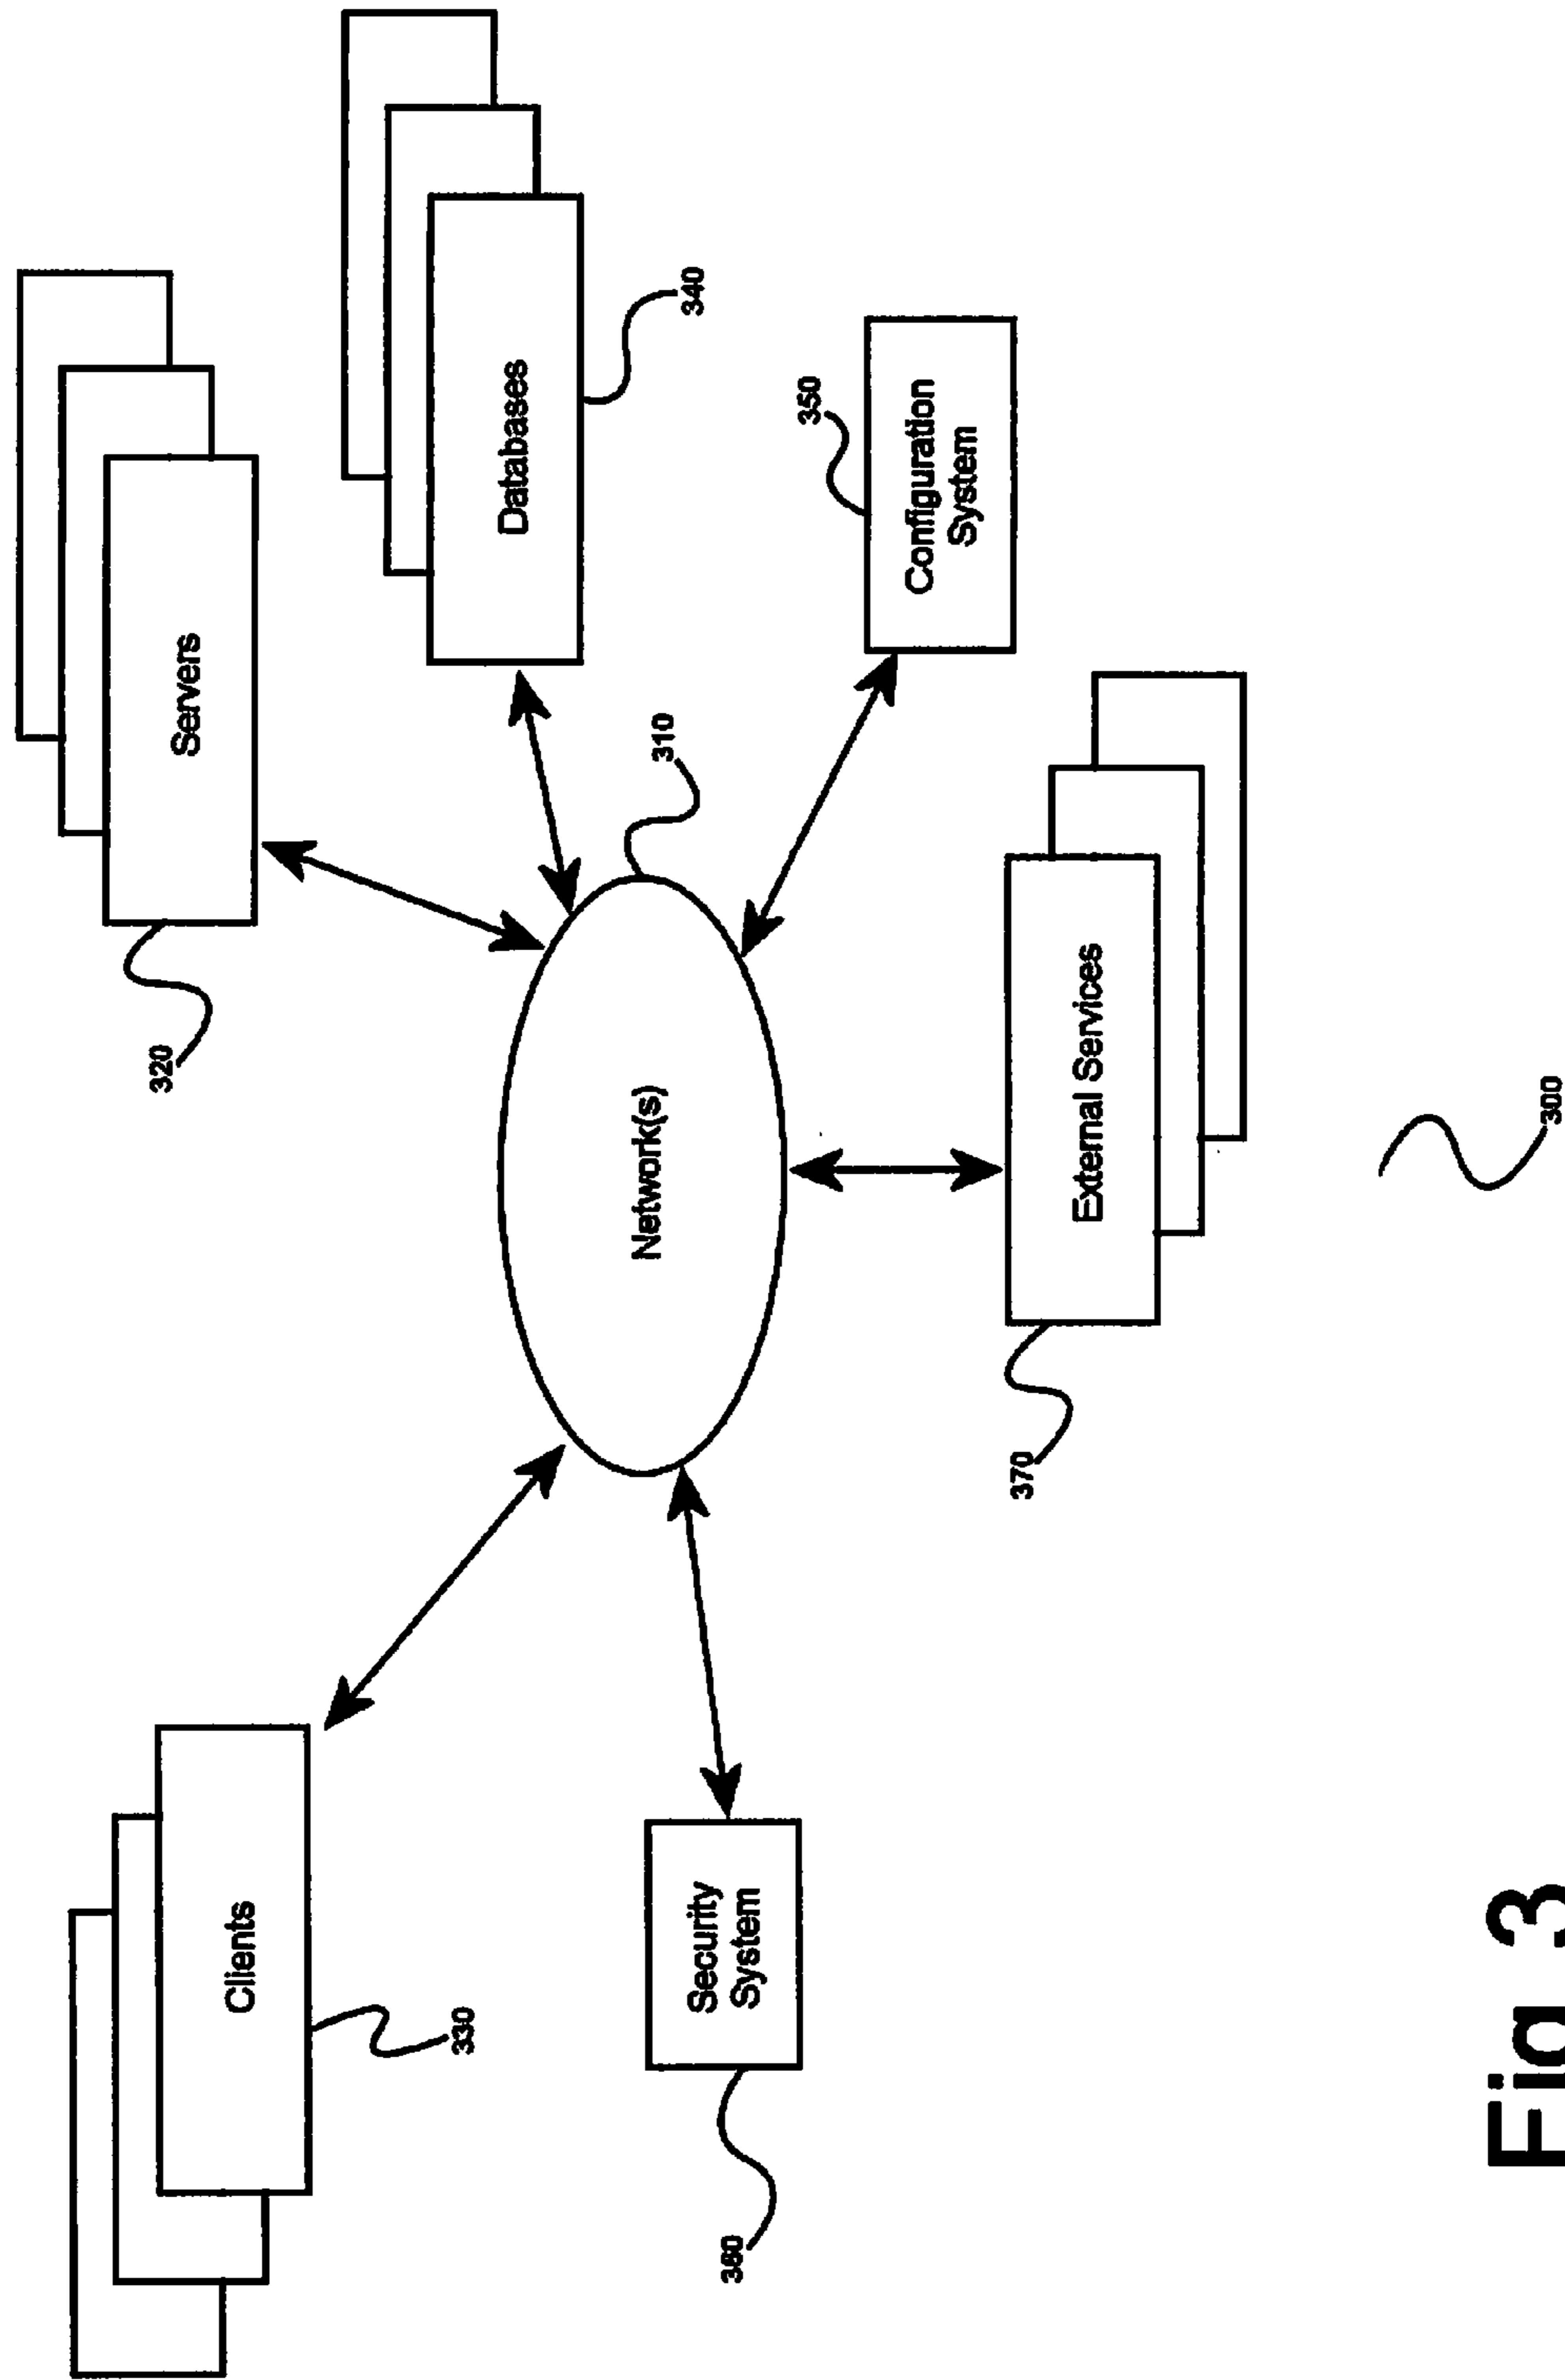 320
Servers
Clients
330
Databases
340
Network(s)
310
Security
System
360
350
Configuration
System
370
External Services
300
Fig 3